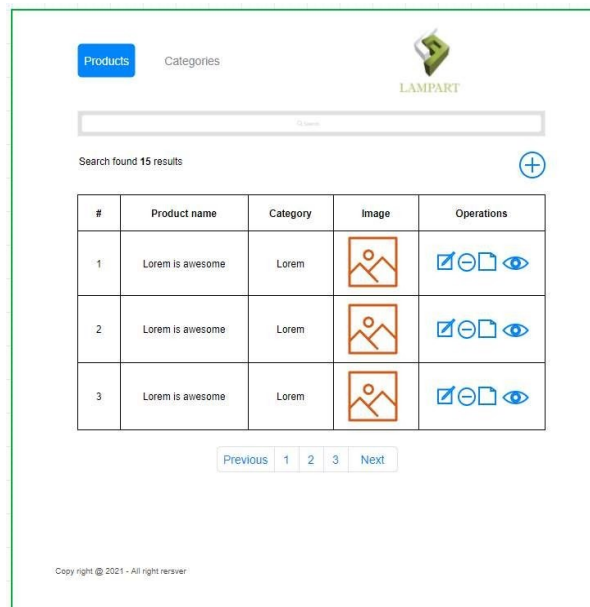 Products Categories
LAMPART
Search found 15 results
# Product name Category Image Operations
1 Lorem is awesome Lorem
2 Lorem is awesome Lorem
3 Lorem is awesome Lorem
Previous 1 2 3 Next
Copy right @ 2021 - All right rersver